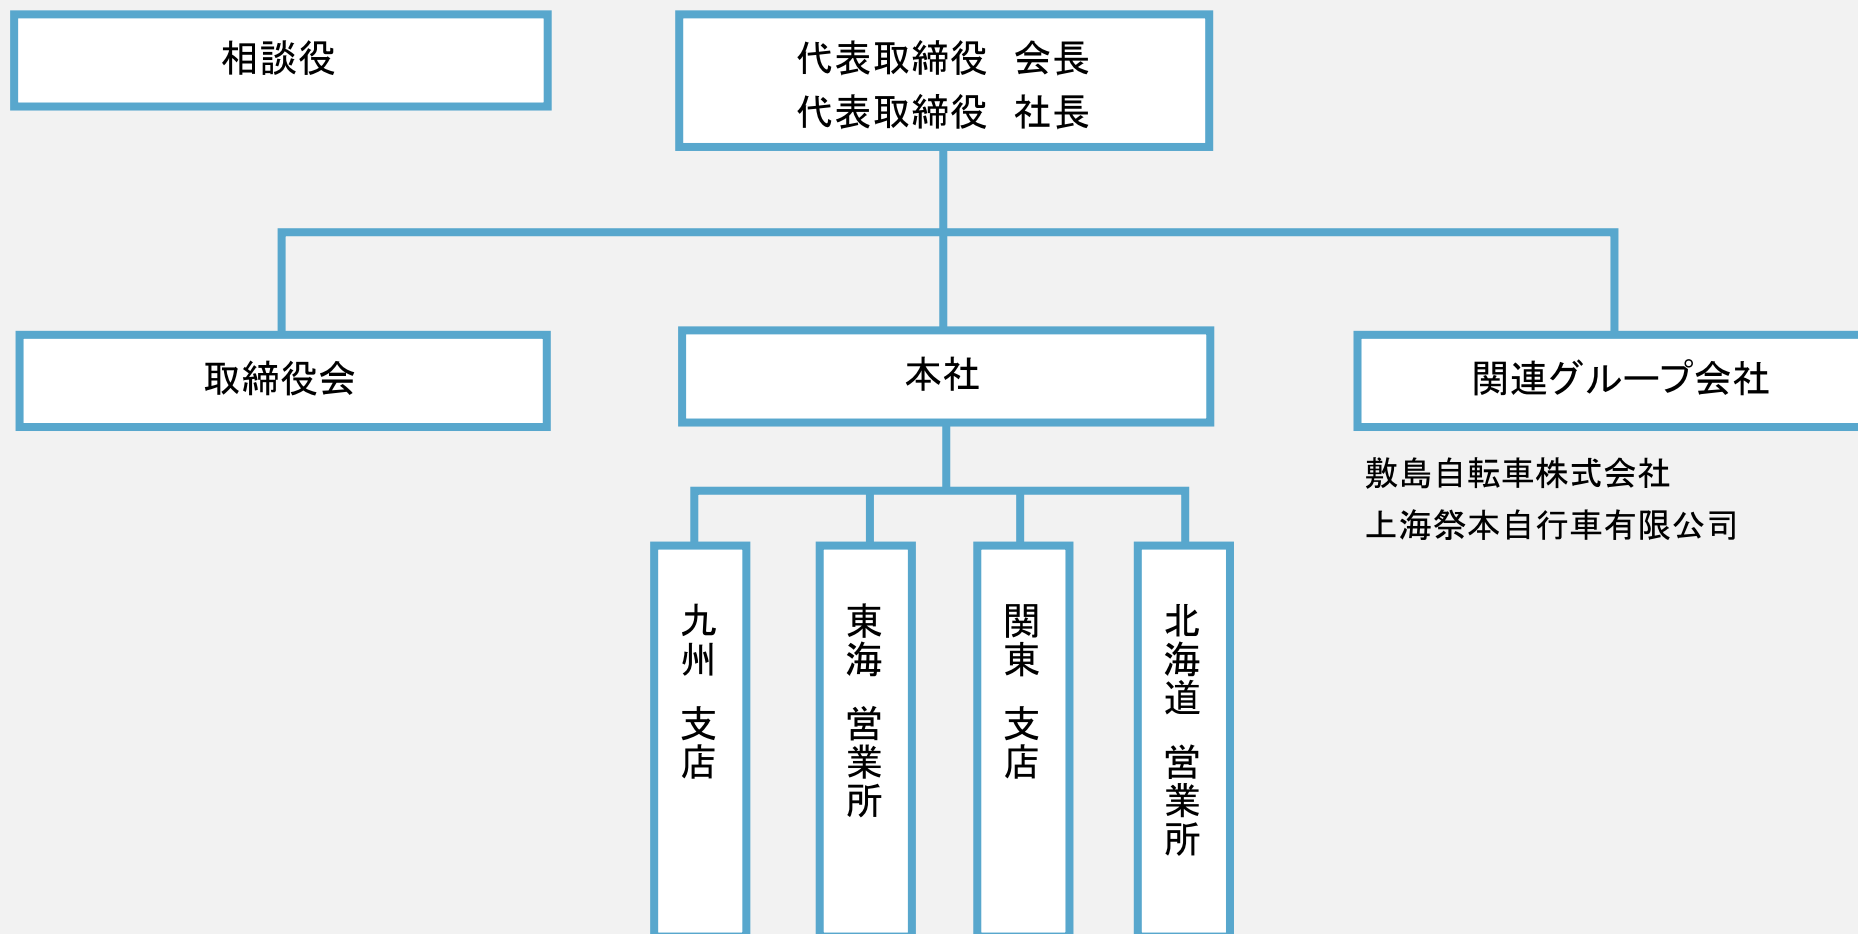 相談役
代表取締役　会長
代表取締役　社長
取締役会
本社
関連グループ会社
敷島自転車株式会社
上海祭本自行車有限公司
九州　支店
東海　営業所
関東　支店
北海道　営業所